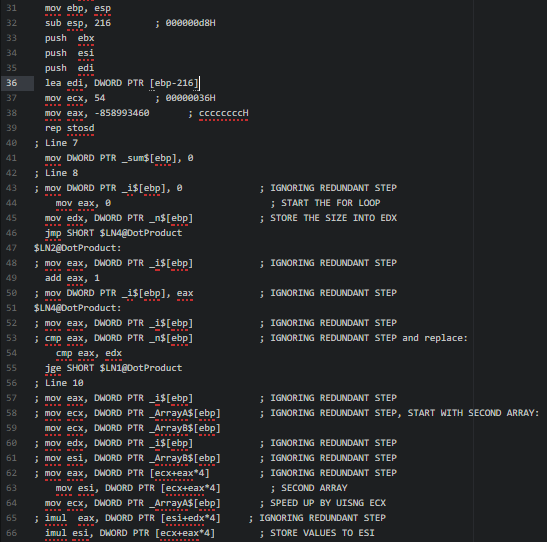 31 mov ebp, esp
32 sub esp, 216 ; 000000d8H
33 push ebx
34 push esi
35 push edi
36 lea edi, DWORD PTR [ebp-216]
37 mov ecx, 54 ; 00000036H
38 mov eax, -858993460 ; ccccccccH
39 rep stosd
40 ; Line 7
41 mov DWORD PTR _sum$[ebp], 0
42 ; Line 8
43 ; mov DWORD PTR _i$[ebp], 0 ; IGNORING REDUNDANT STEP
44 mov eax, 0 ; START THE FOR LOOP
45 mov edx, DWORD PTR _n$[ebp] ; STORE THE SIZE INTO EDX
46 jmp SHORT $LN4@DotProduct
47 $LN2@DotProduct:
48 ; mov eax, DWORD PTR _i$[ebp] ; IGNORING REDUNDANT STEP
49 add eax, 1
50 ; mov DWORD PTR _i$[ebp], eax ; IGNORING REDUNDANT STEP
51 $LN4@DotProduct:
52 ; mov eax, DWORD PTR _i$[ebp] ; IGNORING REDUNDANT STEP
53 ; cmp eax, DWORD PTR _n$[ebp] ; IGNORING REDUNDANT STEP and replace:
54 cmp eax, edx
55 jge SHORT $LN1@DotProduct
56 ; Line 10
57 ; mov eax, DWORD PTR _i$[ebp] ; IGNORING REDUNDANT STEP
58 ; mov ecx, DWORD PTR _ArrayA$[ebp] ; IGNORING REDUNDANT STEP, START WITH SECOND ARRAY:
59 mov ecx, DWORD PTR _ArrayB$[ebp]
60 ; mov edx, DWORD PTR _i$[ebp] ; IGNORING REDUNDANT STEP
61 ; mov esi, DWORD PTR _ArrayB$[ebp] ; IGNORING REDUNDANT STEP
62 ; mov eax, DWORD PTR [ecx+eax*4] ; IGNORING REDUNDANT STEP
63 mov esi, DWORD PTR [ecx+eax*4] ; SECOND ARRAY
64 mov ecx, DWORD PTR _ArrayA$[ebp] ; SPEED UP BY UISNG ECX
65 ; imul eax, DWORD PTR [esi+edx*4] ; IGNORING REDUNDANT STEP
66 imul esi, DWORD PTR [ecx+eax*4] ; STORE VALUES TO ESI